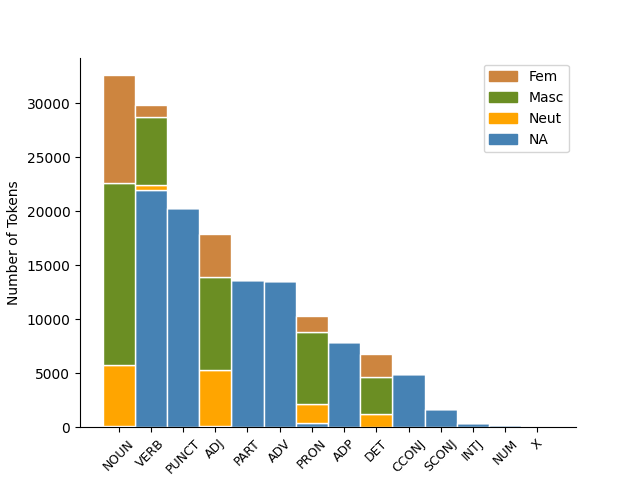 Fem
Masc
Neut
NA
Number of Tokens
30000
25000
20000
15000
10000
5000
0
NOUN
VERB
PUNCT
ADJ
PART
ADV
PRON
ADP
DET
CCONJ
SCONJ
INTJ
NUM
X